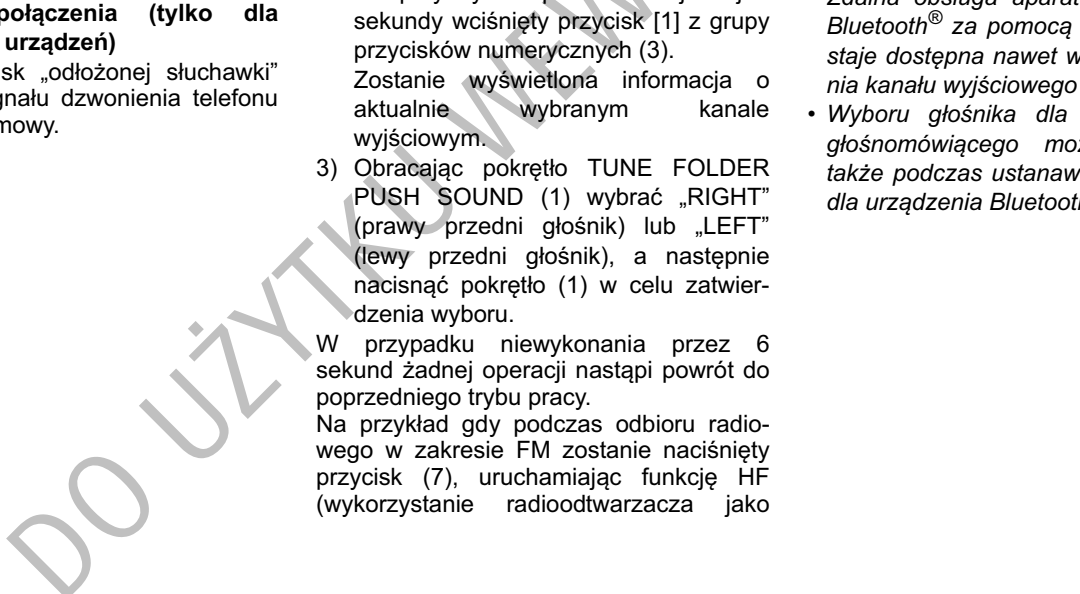 połączenia (tylko dla
urządzeń)
sk „odłożonej słuchawki”
gnału dzwonienia telefonu
mowy.
sekundy wciśnięty przycisk [1] z grupy
przycisków numerycznych (3).
Zostanie wyświetlona informacja o
aktualnie wybranym kanale
wyjściowym.
3) Obracając pokrętło TUNE FOLDER
PUSH SOUND (1) wybrać „RIGHT”
(prawy przedni głośnik) lub „LEFT”
(lewy przedni głośnik), a następnie
nacisnąć pokrętło (1) w celu zatwier-
dzenia wyboru.
W przypadku niewykonania przez 6
sekund żadnej operacji nastąpi powrót do
poprzedniego trybu pracy.
Na przykład gdy podczas odbioru radio-
wego w zakresie FM zostanie naciśnięty
przycisk (7), uruchamiając funkcję HF
(wykorzystanie radioodtwarzacza jako
Zdalna obsługa aparat
Bluetooth® za pomocą
staje dostępna nawet w
nia kanału wyjściowego
• Wyboru głośnika dla
głośnomówiącego moż
także podczas ustanaw
dla urządzenia Bluetooth
DO UŻYTKU WEW